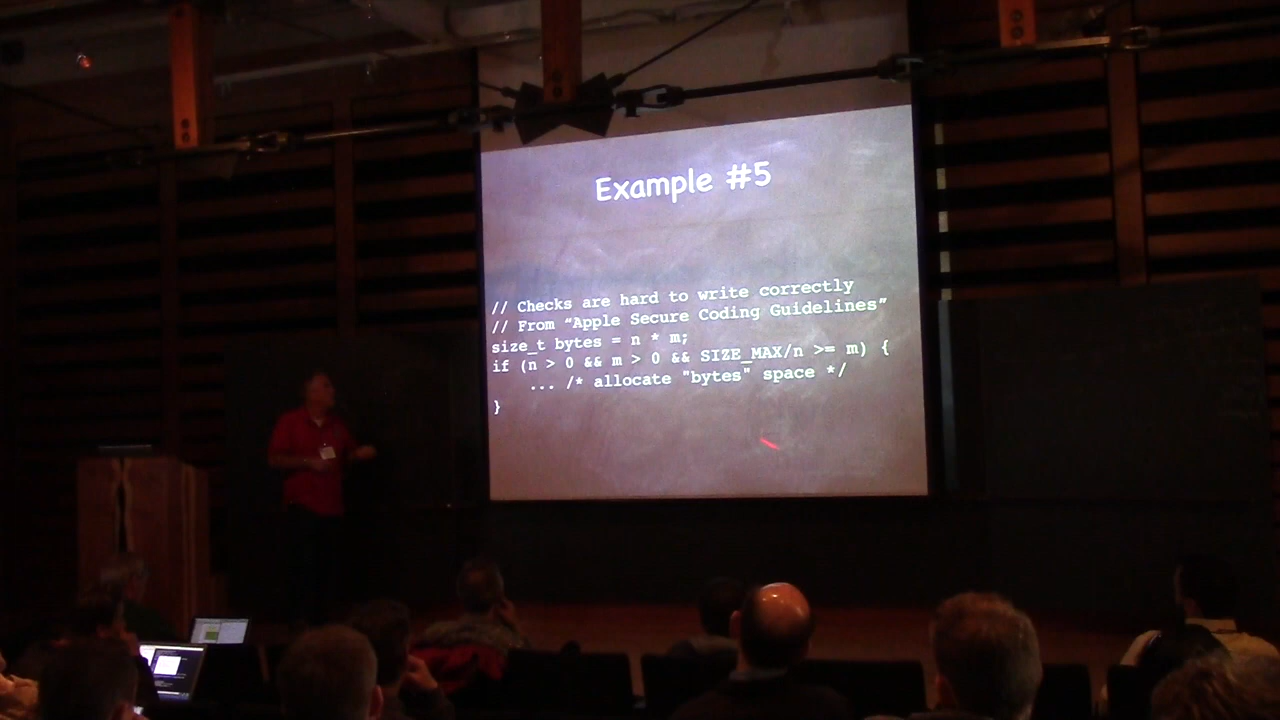 Example #5
// Checks are hard to write correctly
// From “Apple Secure Coding Guidelines”
size_t bytes = n * m;
if (n > 0 && m > 0 && SIZE_MAX/n >= m) {
... /* allocate "bytes" space */
}